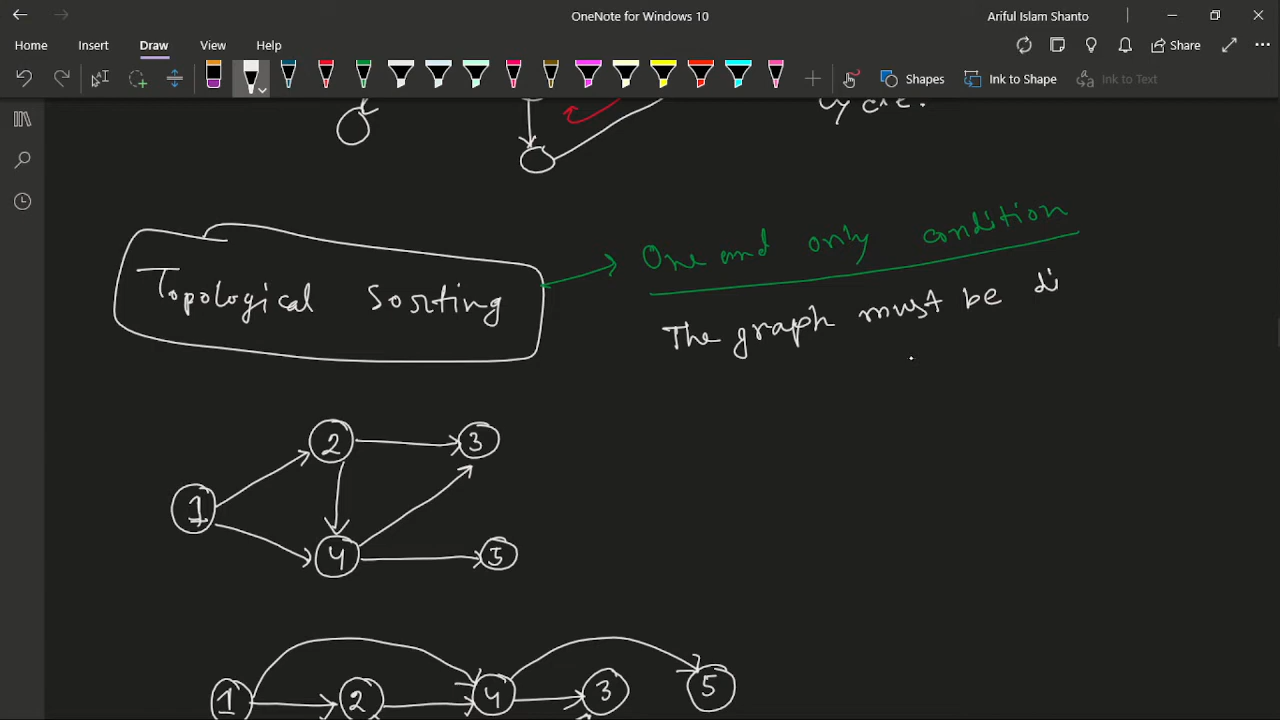 OneNote for Windows 10
Ariful Islam Shanto
Home Insert Draw View Help
Share
Shapes Ink to Shape Ink to Text
One and only condition
Topological Sorting
The graph must be di
2 3
1
4 5
1 2 4 3 5